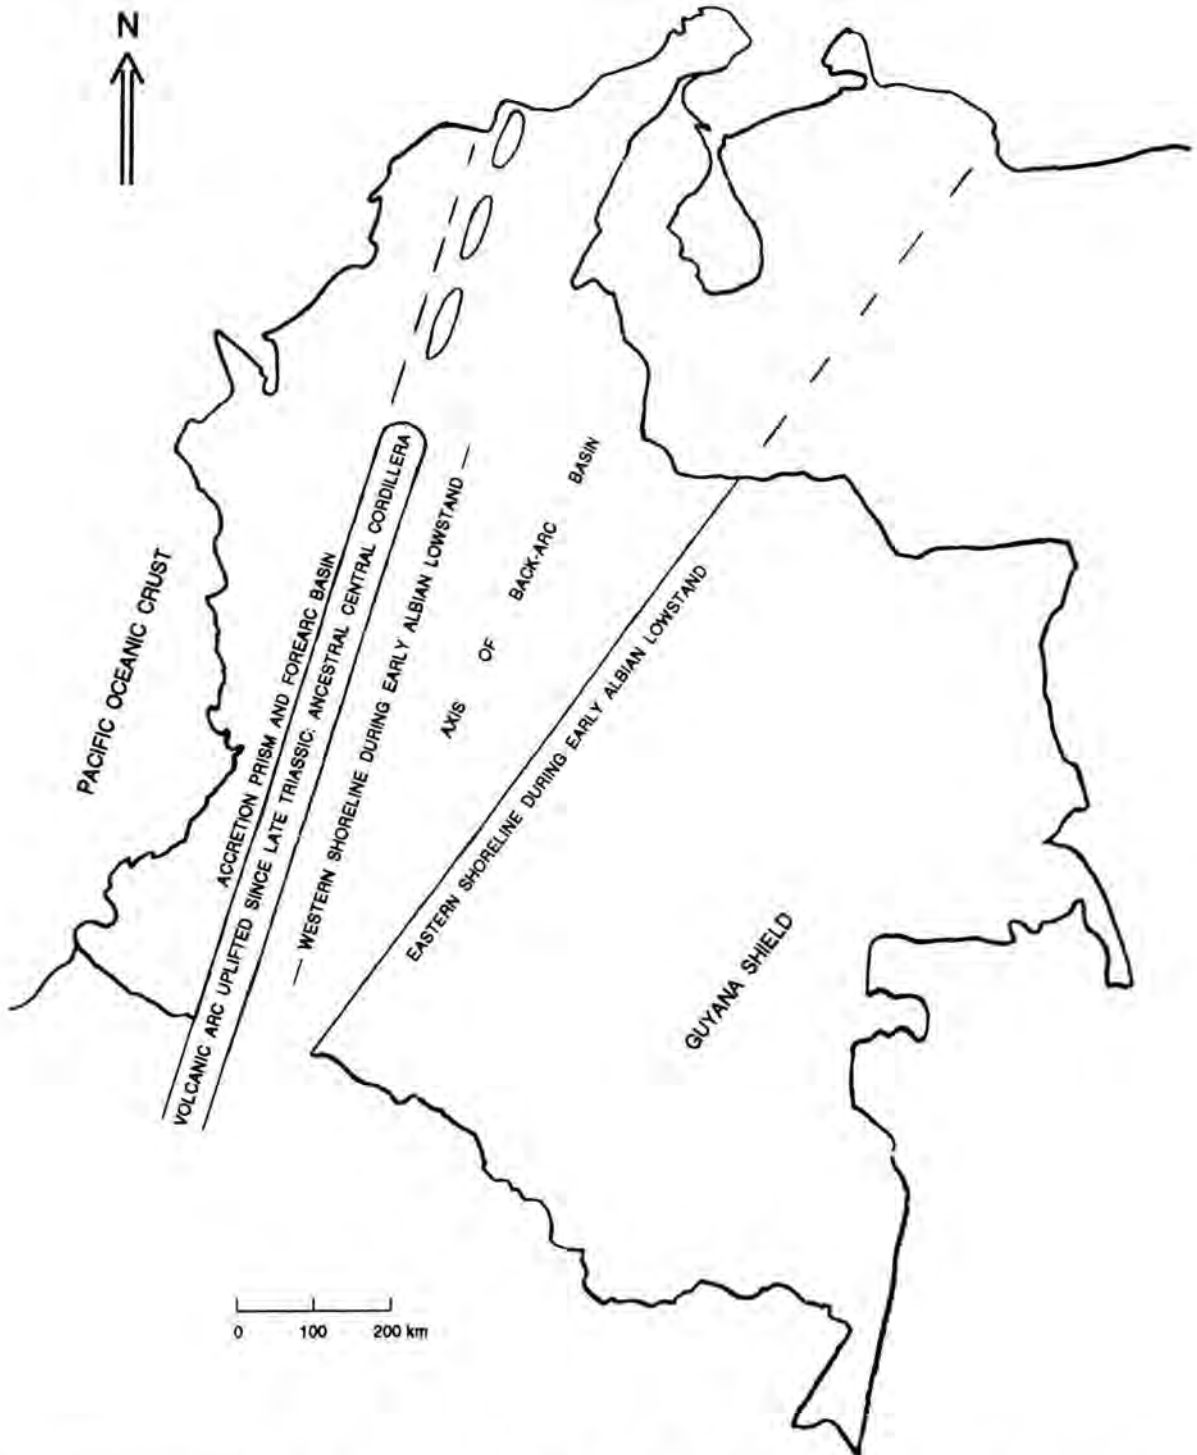 N
PACIFIC OCEANIC CRUST
ACCRETION PRISM AND FOREARC BASIN
VOLCANIC ARC UPLIFTED SINCE LATE TRIASSIC: ANCESTRAL CENTRAL CORDILLERA
WESTERN SHORELINE DURING EARLY ALBIAN LOWSTAND
AXIS OF BACK-ARC BASIN
EASTERN SHORELINE DURING EARLY ALBIAN LOWSTAND
GUYANA SHIELD
0 100 200 km